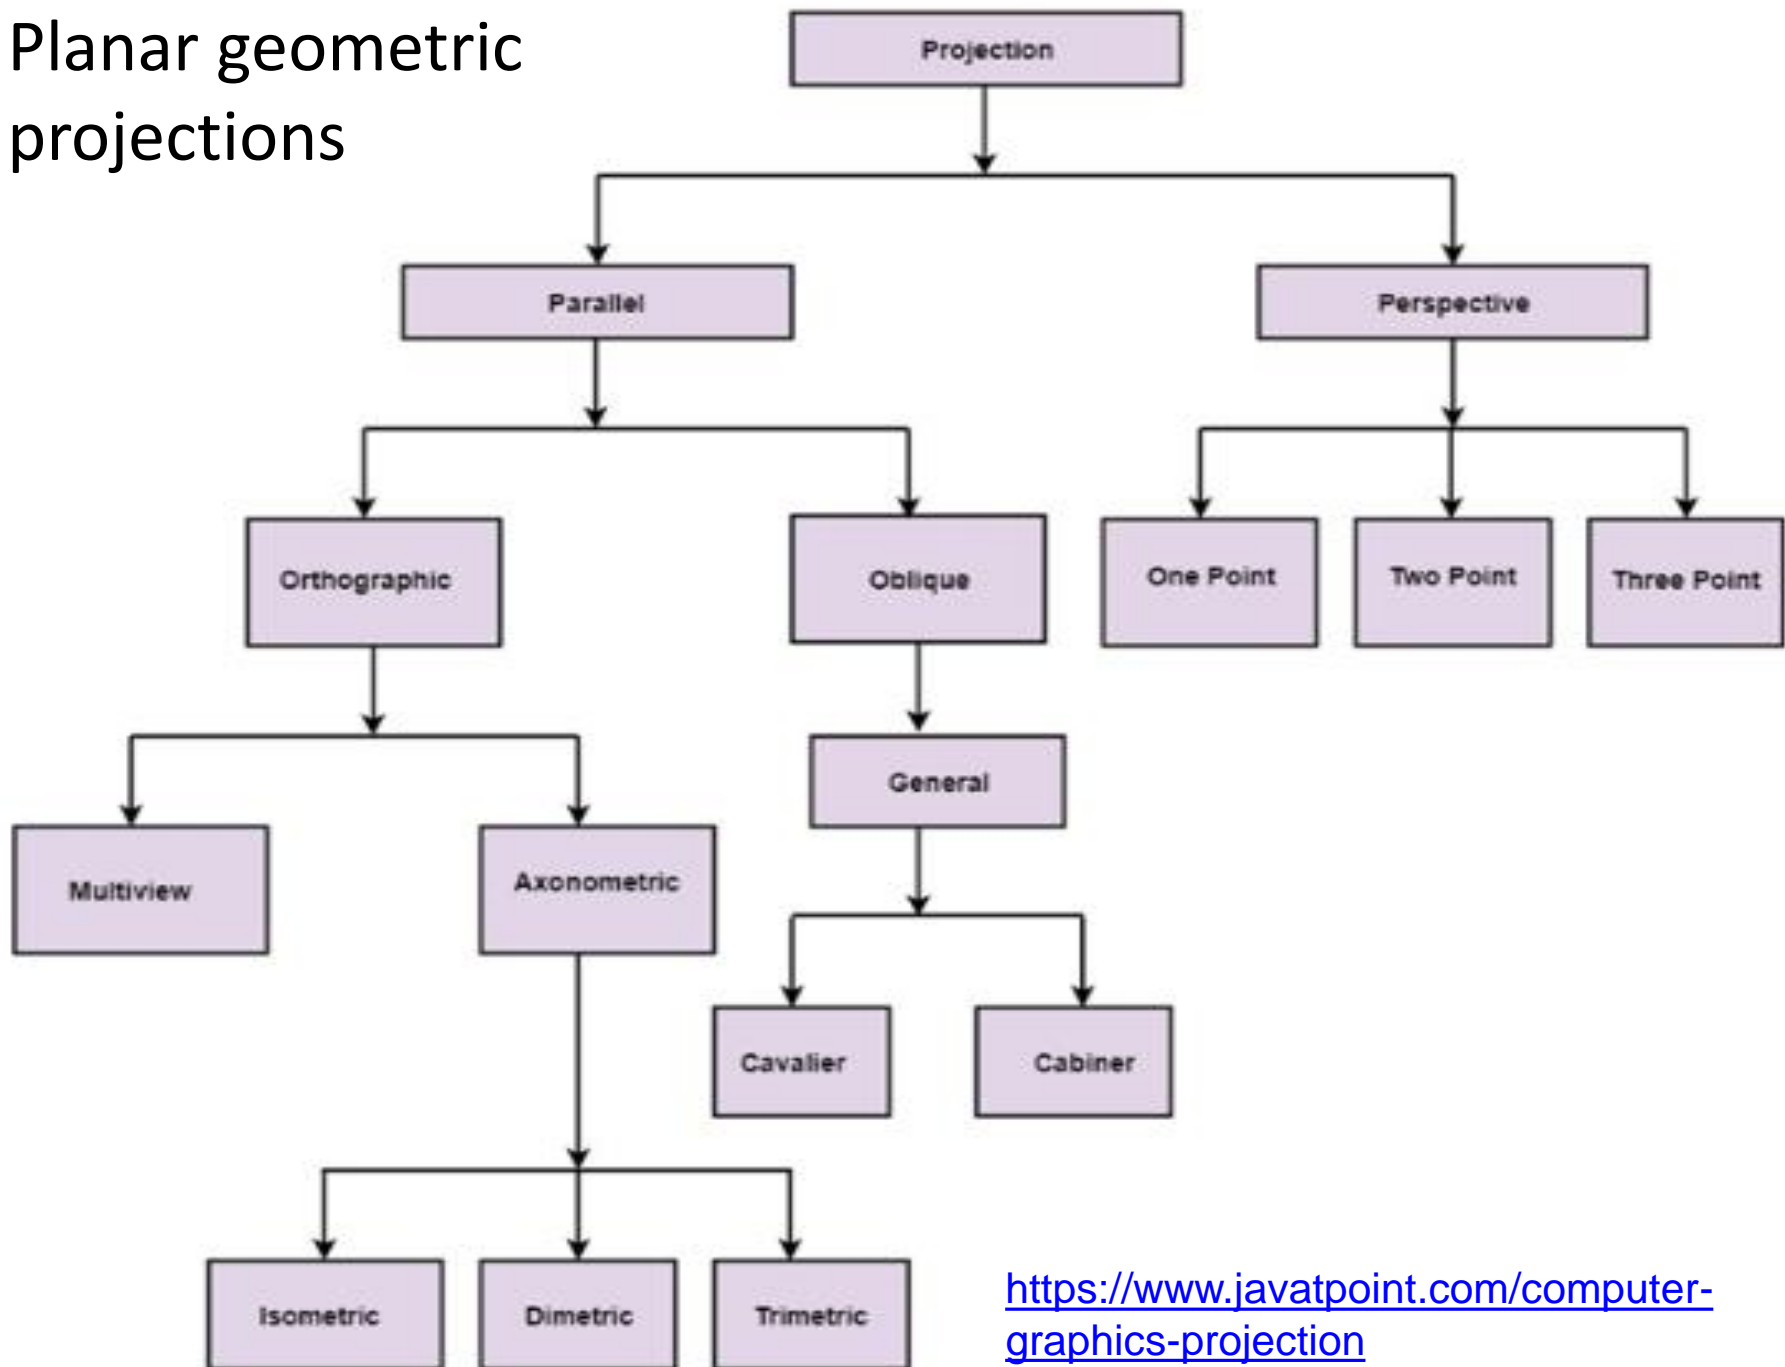 Planar geometric
projections
Projection
Parallel
Perspective
Orthographic
Oblique
One Point
Two Point
Three Point
General
Multiview
Axonometric
Cavalier
Cabiner
Isometric
Dimetric
Trimetric
https://www.javatpoint.com/computer-
graphics-projection